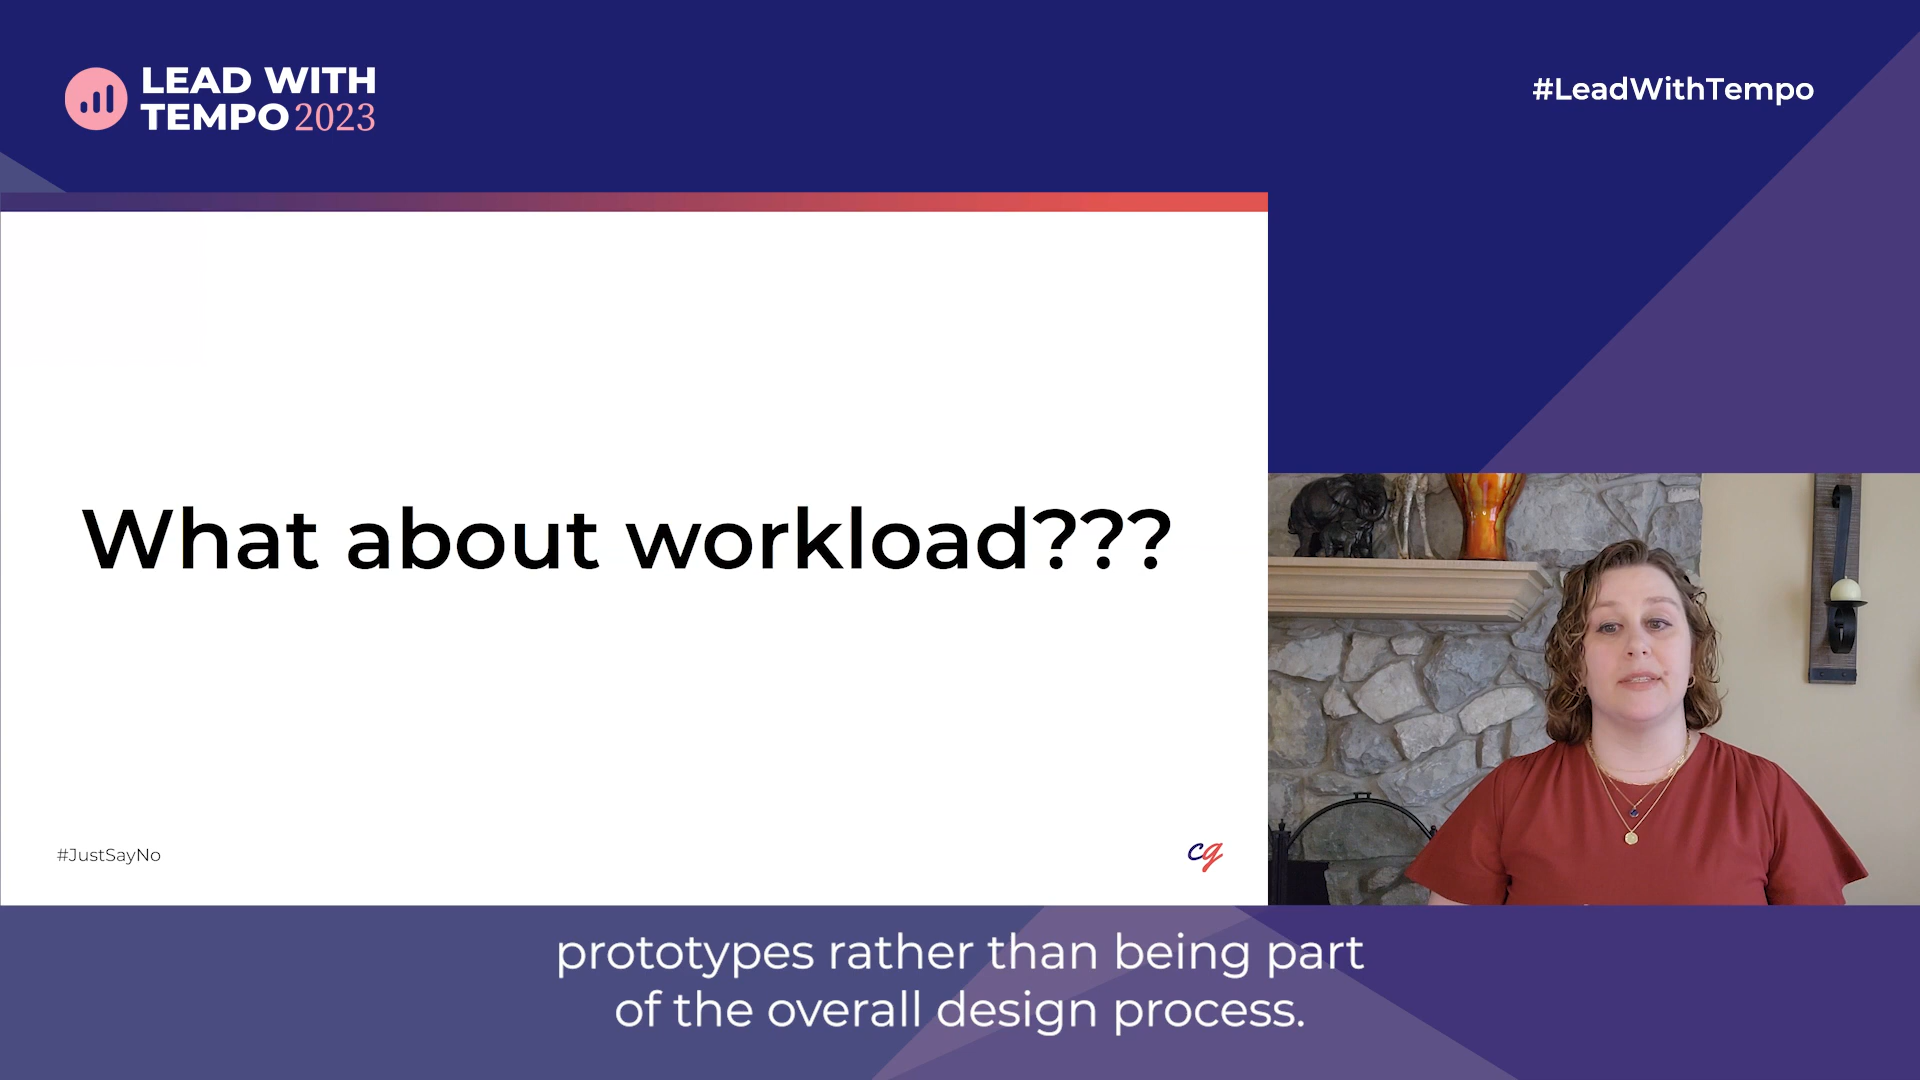 LEAD WITH
TEMPO 2023
#LeadWithTempo
What about workload???
#JustSayNo
cg
prototypes rather than being part
of the overall design process.